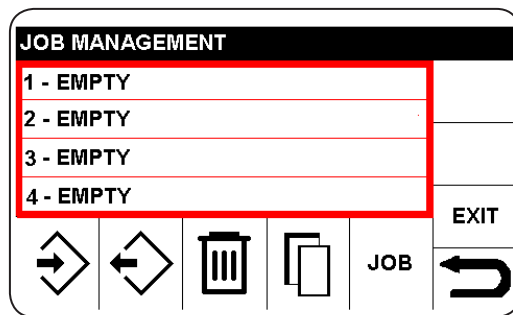 JOB MANAGEMENT
1 - EMPTY
2 - EMPTY
3 - EMPTY
4 - EMPTY
EXIT
JOB